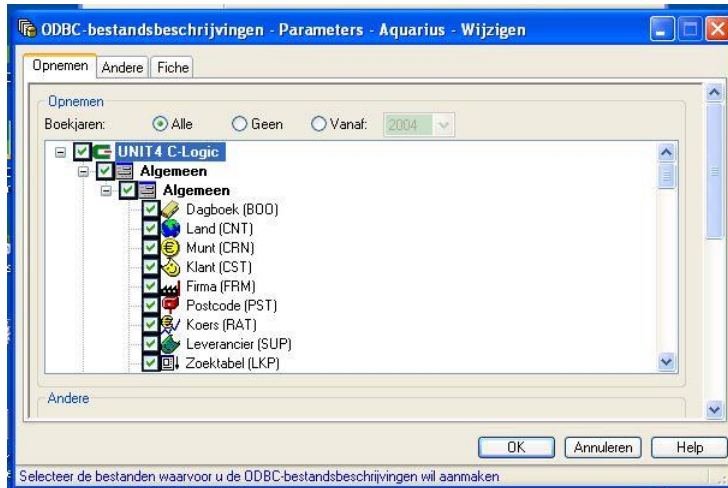 ODBC-bestandsbeschrijvingen - Parameters - Aquarius - Wijzigen
Opnemen Andere Fiche
Opnemen
Boekjaren: Alle Geen Vanaf: 2004
UNIT4 C-Logic
Algemeen
Algemeen
Dagboek (BOO)
Land (CNT)
Munt (CRN)
Klant (CST)
Firma (FRM)
Postcode (PST)
Koers (RAT)
Leverancier (SUP)
Zoektabel (LKP)
Andere
OK Annuleren Help
Selecteer de bestanden waarvoor u de ODBC-bestandsbeschrijvingen wil aanmaken